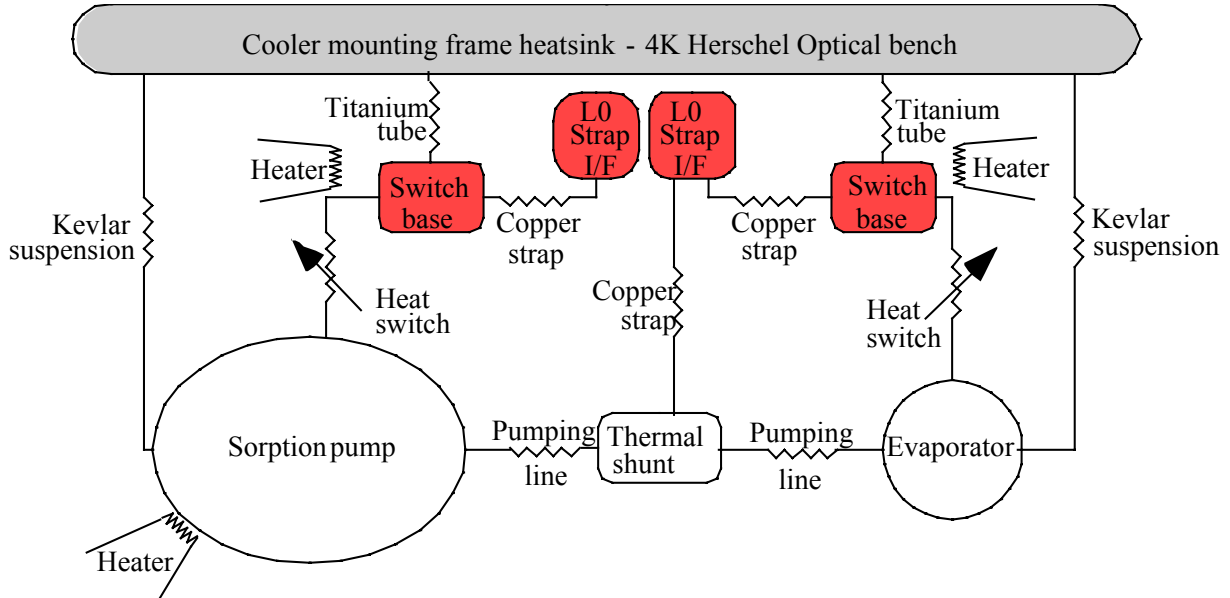 Cooler mounting frame heatsink - 4K Herschel Optical bench
Titanium
tube
L0
Strap
I/F
L0
Strap
I/F
Titanium
tube
Heater
Switch
base
Copper
strap
Copper
strap
Switch
base
Heater
Kevlar
suspension
Kevlar
suspension
Heat
switch
Copper
strap
Heat
switch
Sorption pump
Pumping
line
Thermal
shunt
Pumping
line
Evaporator
Heater